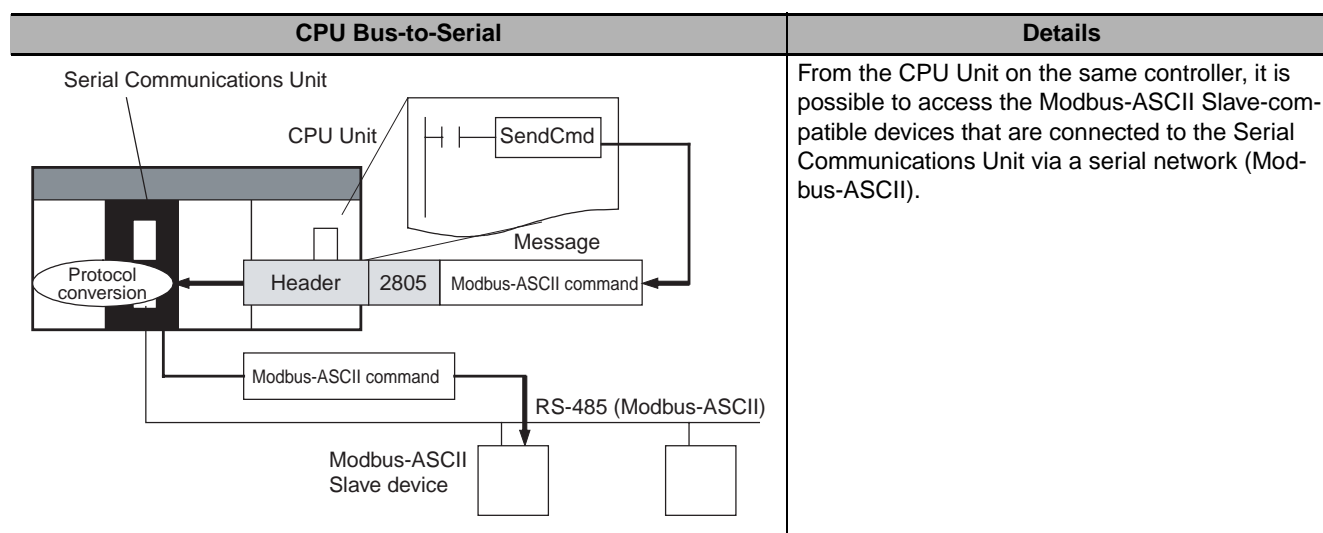 CPU Bus-to-Serial
Details
Serial Communications Unit
CPU Unit
SendCmd
Message
Protocol
conversion
Header
2805
Modbus-ASCII command
Modbus-ASCII command
RS-485 (Modbus-ASCII)
Modbus-ASCII
Slave device
From the CPU Unit on the same controller, it is
possible to access the Modbus-ASCII Slave-com-
patible devices that are connected to the Serial
Communications Unit via a serial network (Mod-
bus-ASCII).